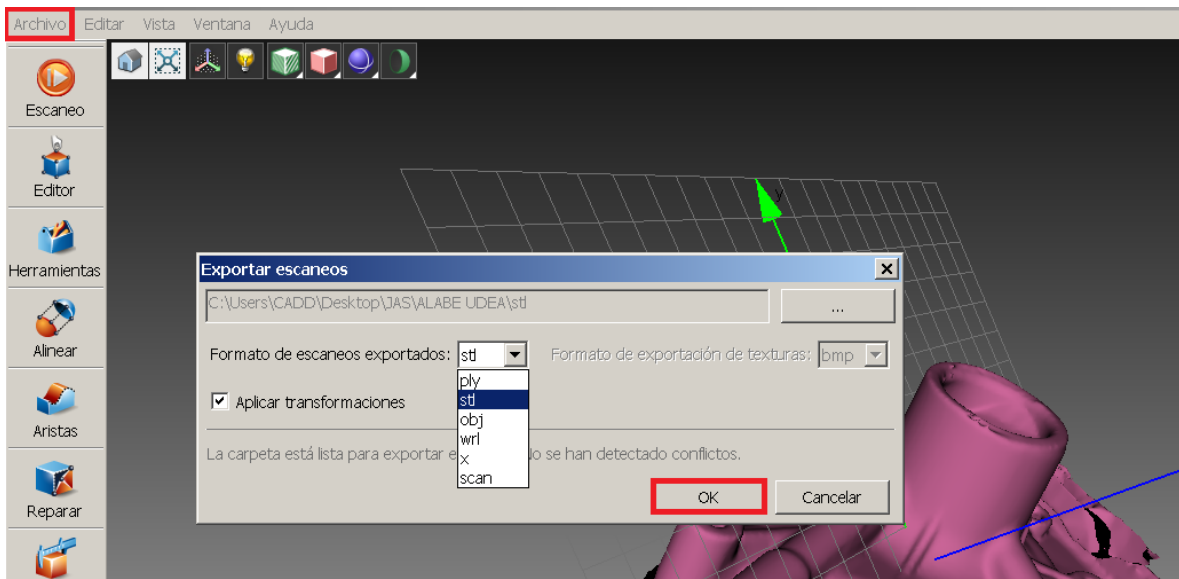 Archivo Editar Vista Ventana Ayuda
Escaneo
Editor
Herramientas
Alinear
Aristas
Reparar
y
Exportar escaneos
C:\Users\CADD\Desktop\JAS\ALABE UDEA\stl
...
Formato de escaneos exportados: stl Formato de exportación de texturas: bmp
ply
stl
obj
wrl
x
scan
Aplicar transformaciones
La carpeta está lista para exportar e o se han detectado conflictos.
OK Cancelar